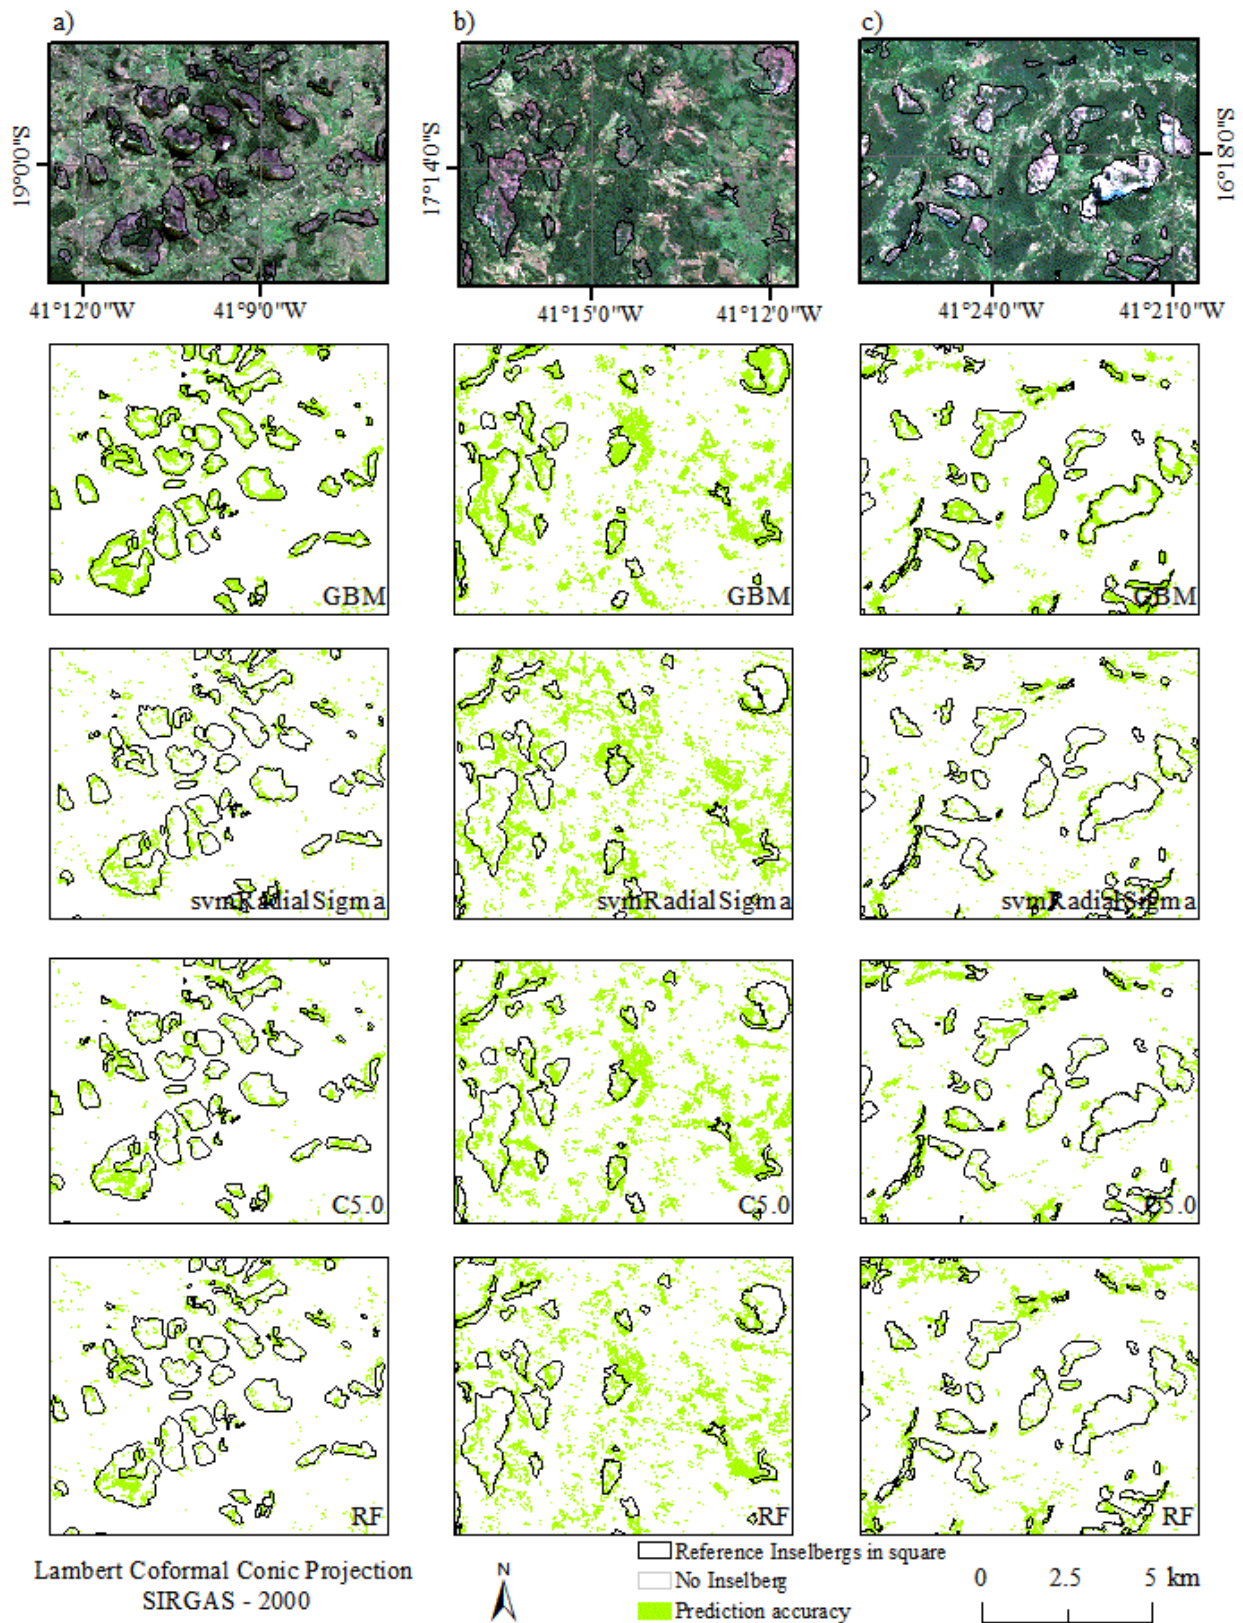 a)
b)
c)
19°0'0"S
17°14'0"S
16°18'0"S
41°12'0"W
41°9'0"W
41°15'0"W
41°12'0"W
41°24'0"W
41°21'0"W
GBM
GBM
GBM
svmRadialSigma
svmRadialSigma
svmRadialSigma
C5.0
C5.0
C5.0
RF
RF
RF
Lambert Coformal Conic Projection
SIRGAS - 2000
N
Reference Inselbergs in square
No Inselberg
Prediction accuracy
0 2.5 5 km